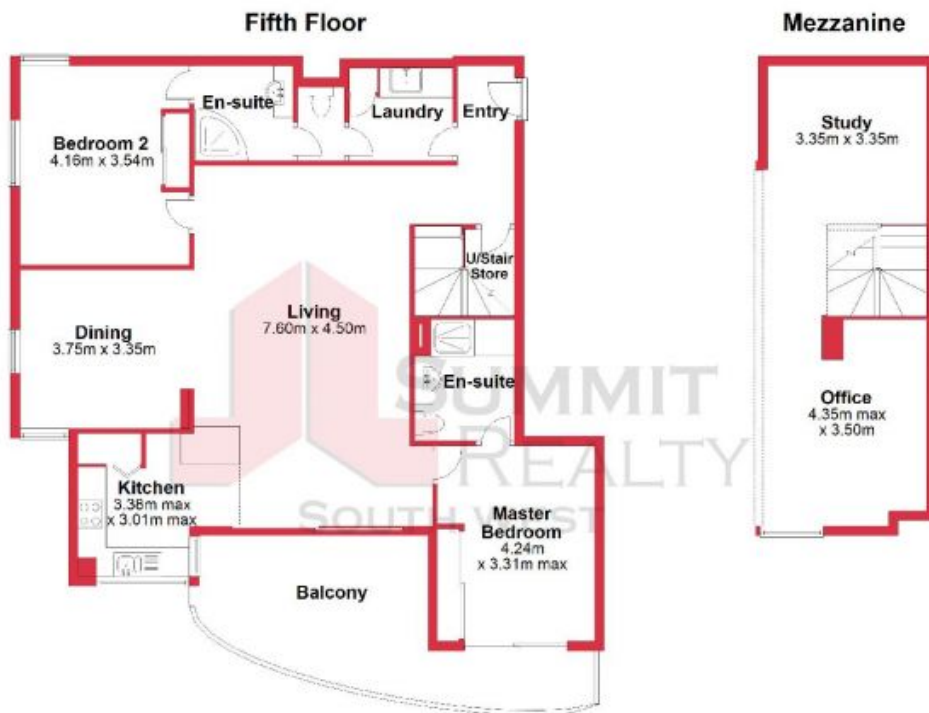 Fifth Floor
Mezzanine
En-suite
Laundry
Entry
Bedroom 2
4.16m x 3.54m
Study
3.35m x 3.35m
U/Stair
Store
Living
7.60m x 4.50m
Dining
3.75m x 3.35m
En-suite
Office
4.35m max
x 3.50m
SUMMIT
REALTY
SOUTH WEST
Kitchen
3.38m max
x 3.01m max
Master
Bedroom
4.24m
x 3.31m max
Balcony